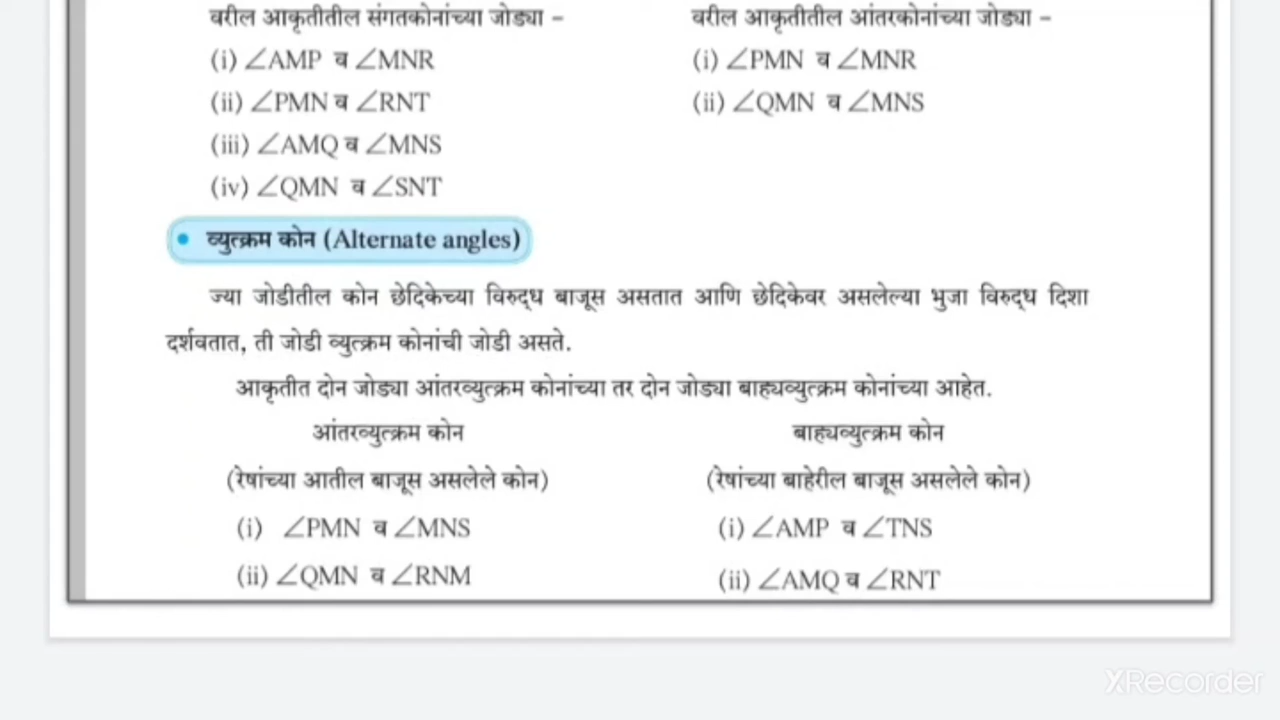 वरील आकृतीतील संगतकोनांच्या जोड्या –
(i) ∠AMP व ∠MNR
(ii) ∠PMN व ∠RNT
(iii) ∠AMQ व ∠MNS
(iv) ∠QMN व ∠SNT
वरील आकृतीतील आंतरकोनांच्या जोड्या –
(i) ∠PMN व ∠MNR
(ii) ∠QMN व ∠MNS
• व्युत्क्रम कोन (Alternate angles)
ज्या जोडीतील कोन छेदिकेच्या विरुद्ध बाजूस असतात आणि छेदिकेवर असलेल्या भुजा विरुद्ध दिशा
दर्शवतात, ती जोडी व्युत्क्रम कोनांची जोडी असते.
आकृतीत दोन जोड्या आंतरव्युत्क्रम कोनांच्या तर दोन जोड्या बाह्यव्युत्क्रम कोनांच्या आहेत.
आंतरव्युत्क्रम कोन
(रेषांच्या आतील बाजूस असलेले कोन)
(i) ∠PMN व ∠MNS
(ii) ∠QMN व ∠RNM
बाह्यव्युत्क्रम कोन
(रेषांच्या बाहेरील बाजूस असलेले कोन)
(i) ∠AMP व ∠TNS
(ii) ∠AMQ व ∠RNT
XRecorder